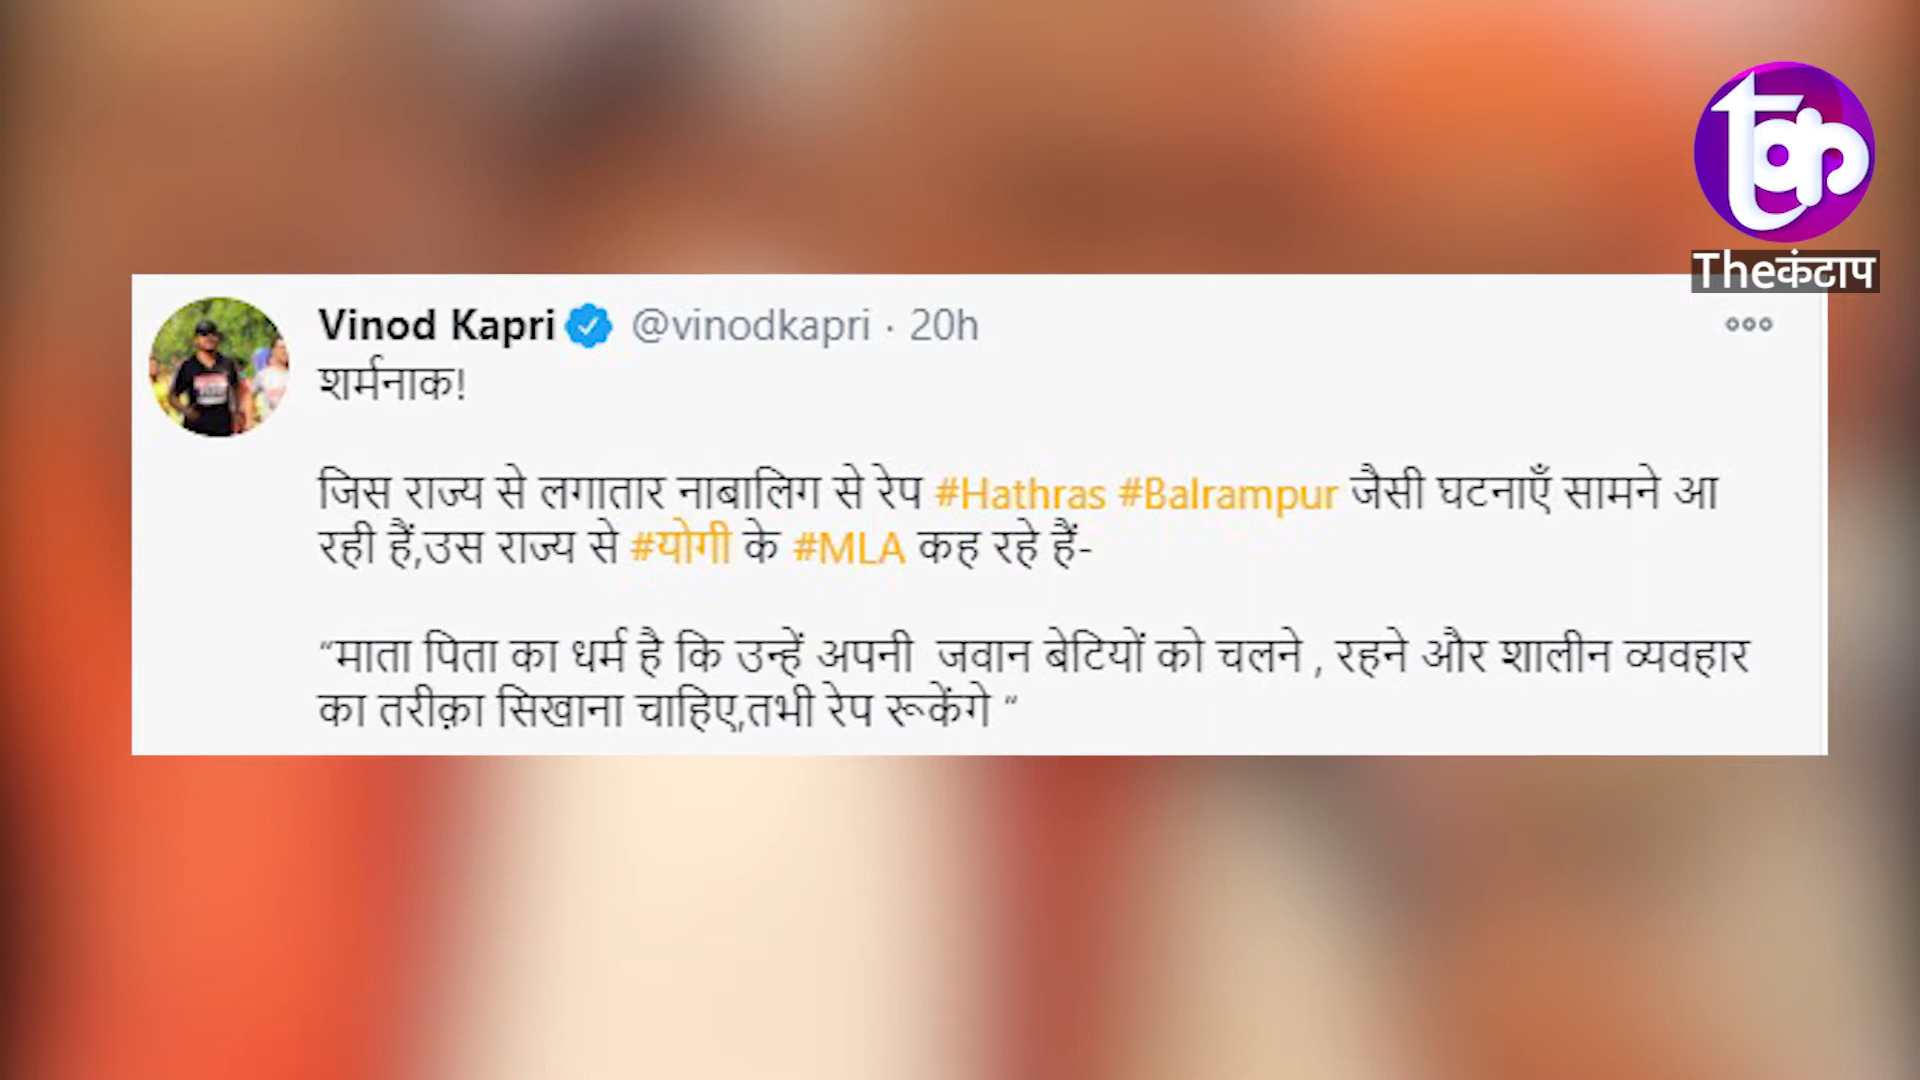 Theकंटाप
Vinod Kapri @vinodkapri · 20h
शर्मनाक!
जिस राज्य से लगातार नाबालिग से रेप #Hathras #Balrampur जैसी घटनाएँ सामने आ
रही हैं,उस राज्य से #योगी के #MLA कह रहे हैं-
“माता पिता का धर्म है कि उन्हें अपनी जवान बेटियों को चलने , रहने और शालीन व्यवहार
का तरीक़ा सिखाना चाहिए,तभी रेप रूकेंगे “